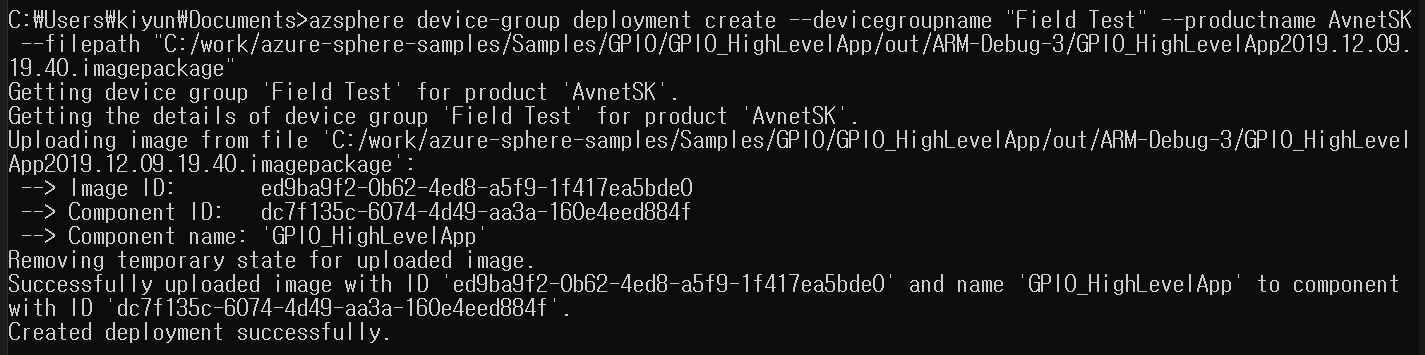 C:₩Users₩kiyun₩Documents>azsphere device-group deployment create --devicegroupname "Field Test" --productname AvnetSK
--filepath "C:/work/azure-sphere-samples/Samples/GPIO/GPIO_HighLevelApp/out/ARM-Debug-3/GPIO_HighLevelApp2019.12.09.
19.40.imagepackage"
Getting device group 'Field Test' for product 'AvnetSK'.
Getting the details of device group 'Field Test' for product 'AvnetSK'.
Uploading image from file 'C:/work/azure-sphere-samples/Samples/GPIO/GPIO_HighLevelApp/out/ARM-Debug-3/GPIO_HighLevel
App2019.12.09.19.40.imagepackage':
--> Image ID: ed9ba9f2-0b62-4ed8-a5f9-1f417ea5bde0
--> Component ID: dc7f135c-6074-4d49-aa3a-160e4eed884f
--> Component name: 'GPIO_HighLevelApp'
Removing temporary state for uploaded image.
Successfully uploaded image with ID 'ed9ba9f2-0b62-4ed8-a5f9-1f417ea5bde0' and name 'GPIO_HighLevelApp' to component
with ID 'dc7f135c-6074-4d49-aa3a-160e4eed884f'.
Created deployment successfully.